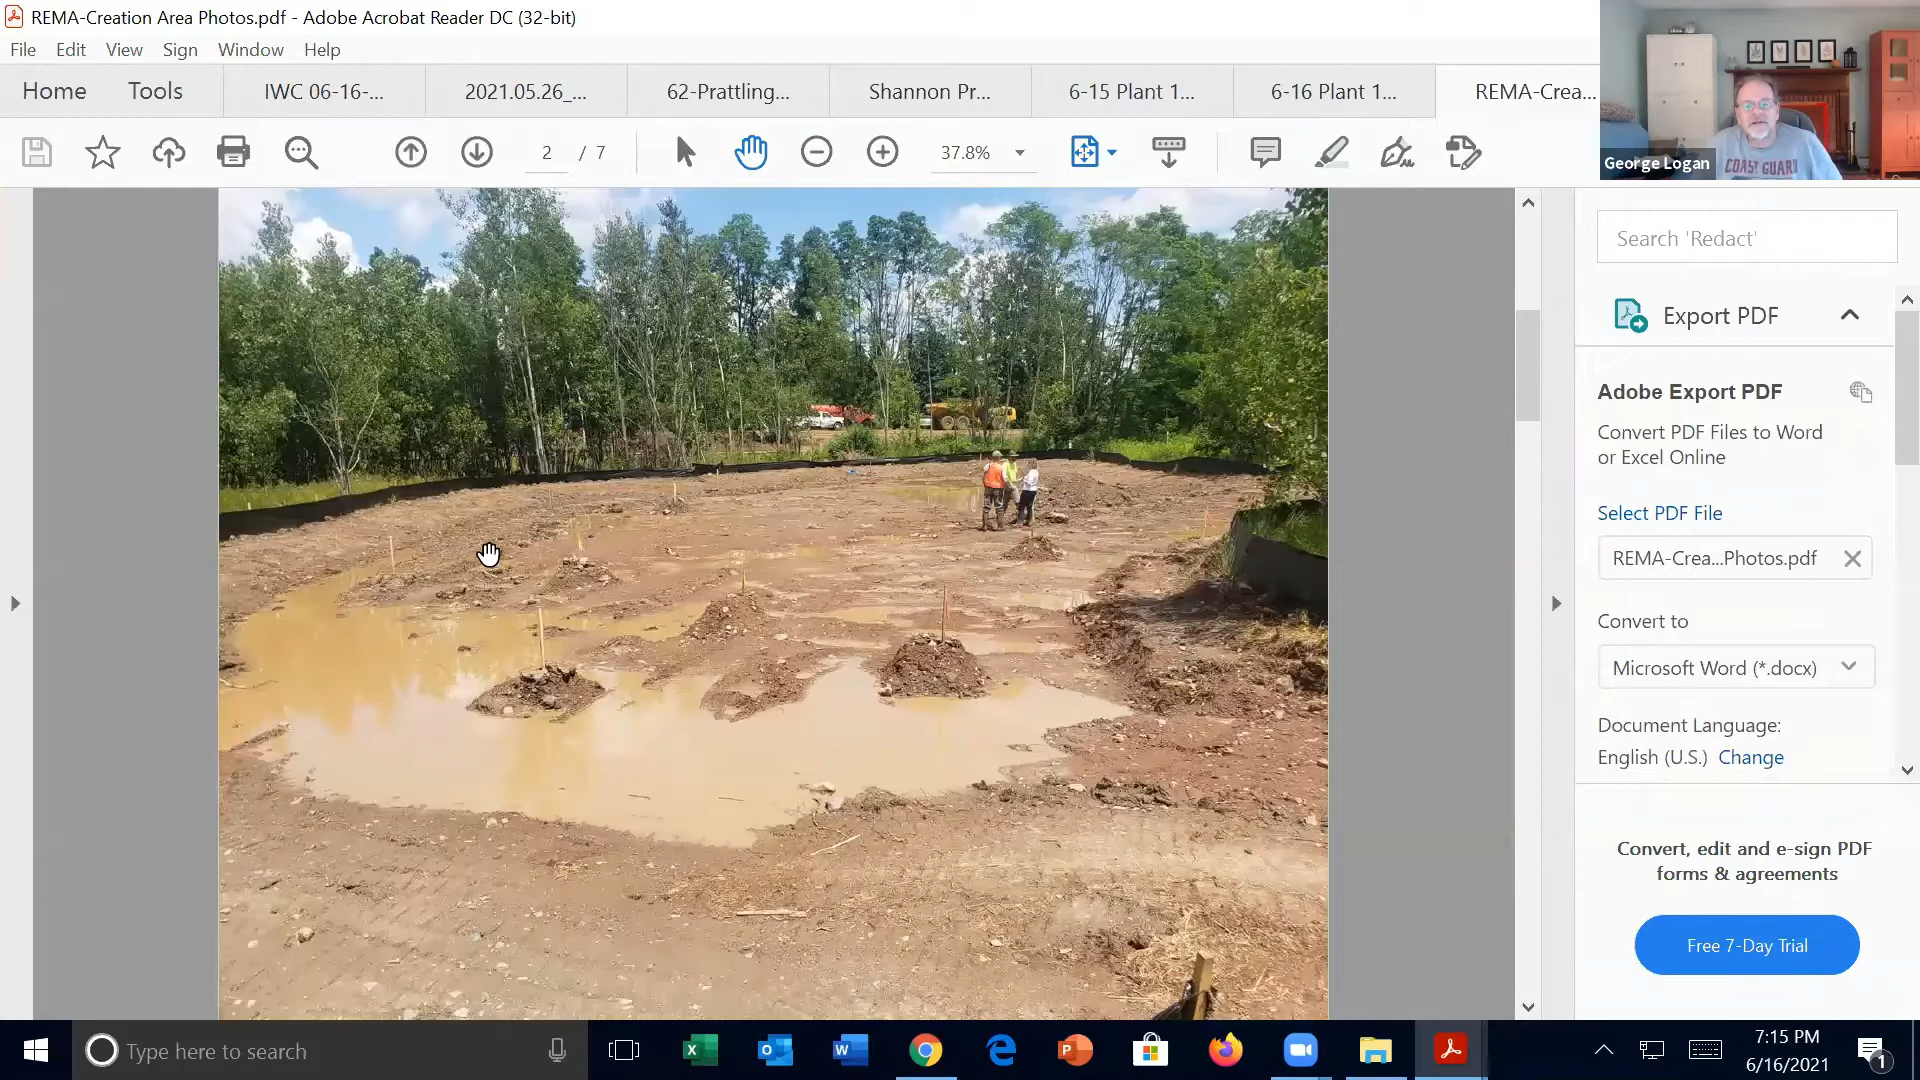 REMA-Creation Area Photos.pdf - Adobe Acrobat Reader DC (32-bit)
File Edit View Sign Window Help
Home Tools IWC 06-16-... 2021.05.26_... 62-Prattling... Shannon Pr... 6-15 Plant 1... 6-16 Plant 1... REMA-Crea...
2 / 7 37.8%
George Logan
COAST GUARD
Search 'Redact'
Export PDF
Adobe Export PDF
Convert PDF Files to Word
or Excel Online
Select PDF File
REMA-Crea...Photos.pdf
Convert to
Microsoft Word (*.docx)
Document Language:
English (U.S.) Change
Convert, edit and e-sign PDF
forms & agreements
Free 7-Day Trial
Type here to search
7:15 PM
6/16/2021
1